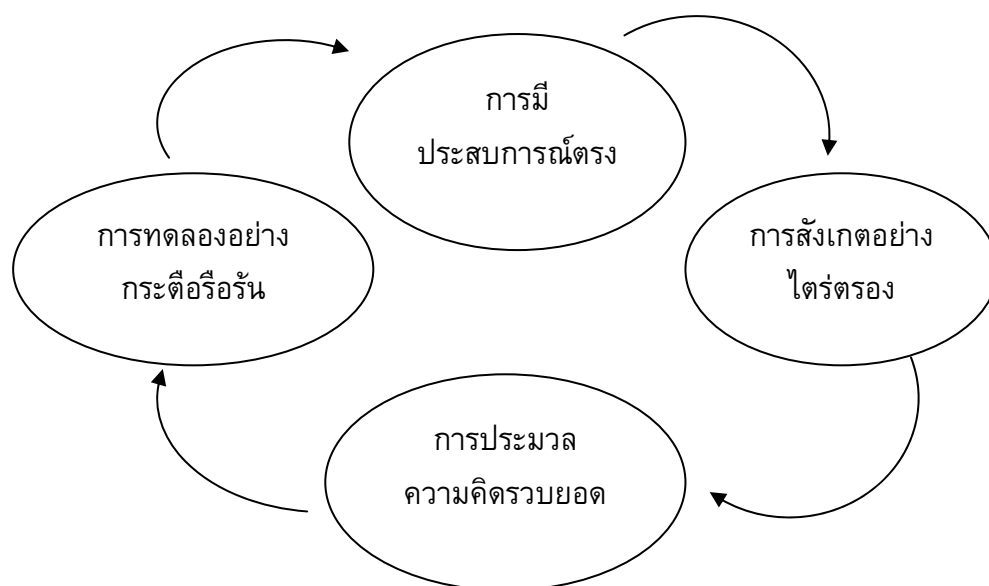 การมี
ประสบการณ์ตรง
การสังเกตอย่าง
ไตร่ตรอง
การประมวล
ความคิดรวบยอด
การทดลองอย่าง
กระตือรือร้น